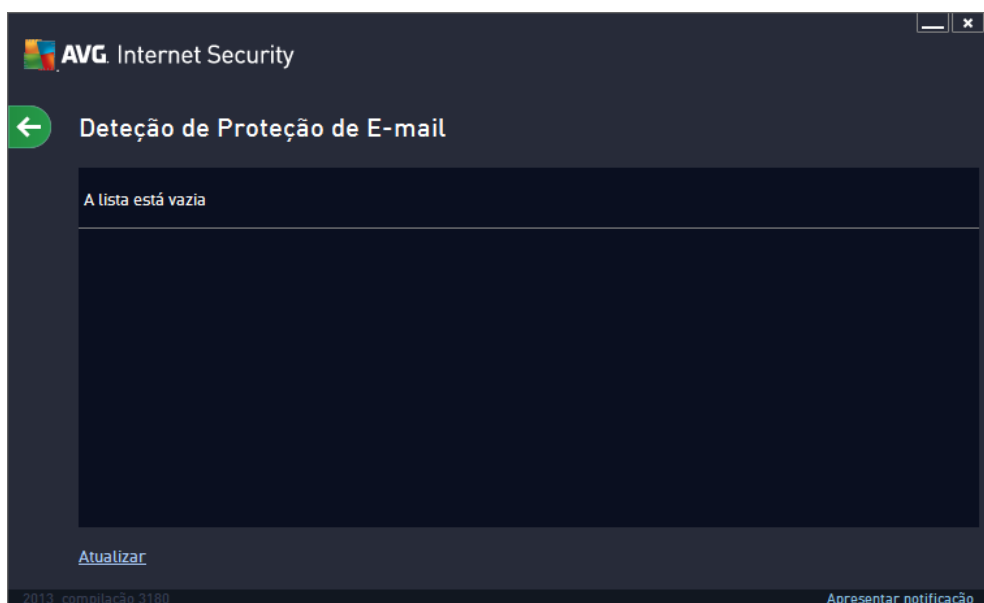 AVG. Internet Security
Deteção de Proteção de E-mail
A lista está vazia
Atualizar
2013 compilação 3180
Apresentar notificação